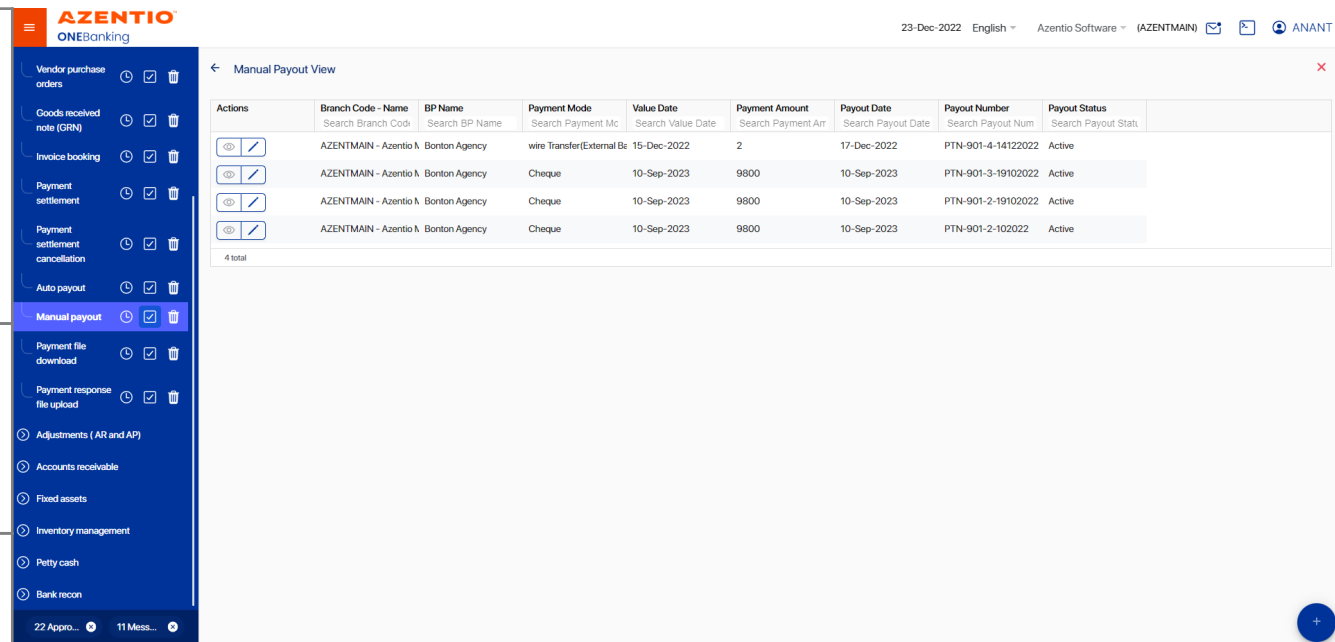 AZENTIO
ONEBanking
23-Dec-2022 English Azentio Software (AZENTMAIN) ANANT
Vendor purchase
orders
Goods received
note (GRN)
Invoice booking
Payment
settlement
Payment
settlement
cancellation
Auto payout
Manual payout
Payment file
download
Payment response
file upload
Adjustments ( AR and AP)
Accounts receivable
Fixed assets
Inventory management
Petty cash
Bank recon
22 Appro... 11 Mess...
Manual Payout View
Actions Branch Code - Name BP Name Payment Mode Value Date Payment Amount Payout Date Payout Number Payout Status
Search Branch Code Search BP Name Search Payment Mo Search Value Date Search Payment Am Search Payout Date Search Payout Num Search Payout Statu
AZENTMAIN - Azentio M Bonton Agency wire Transfer(External Ba 15-Dec-2022 2 17-Dec-2022 PTN-901-4-14122022 Active
AZENTMAIN - Azentio M Bonton Agency Cheque 10-Sep-2023 9800 10-Sep-2023 PTN-901-3-19102022 Active
AZENTMAIN - Azentio M Bonton Agency Cheque 10-Sep-2023 9800 10-Sep-2023 PTN-901-2-19102022 Active
AZENTMAIN - Azentio M Bonton Agency Cheque 10-Sep-2023 9800 10-Sep-2023 PTN-901-2-102022 Active
4 total